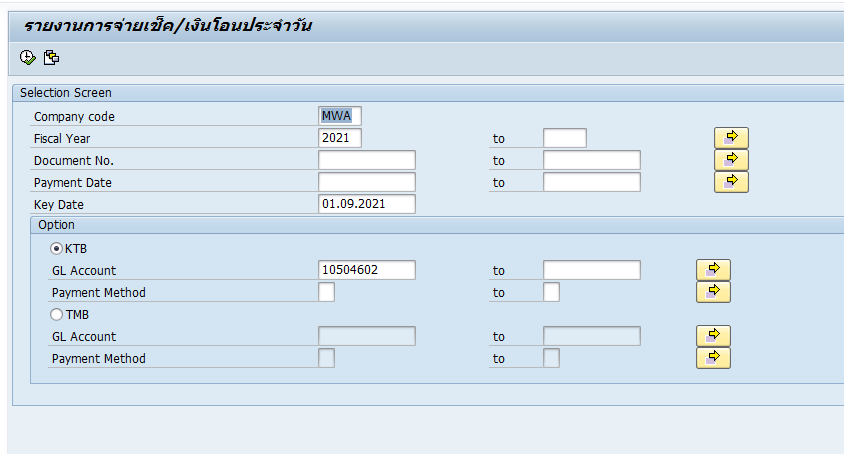 รายงานการจ่ายเช็ค/เงินโอนประจำวัน
Selection Screen
Company code MWA
Fiscal Year 2021 to
Document No. to
Payment Date to
Key Date 01.09.2021
Option
KTB
GL Account 10504602 to
Payment Method to
TMB
GL Account to
Payment Method to